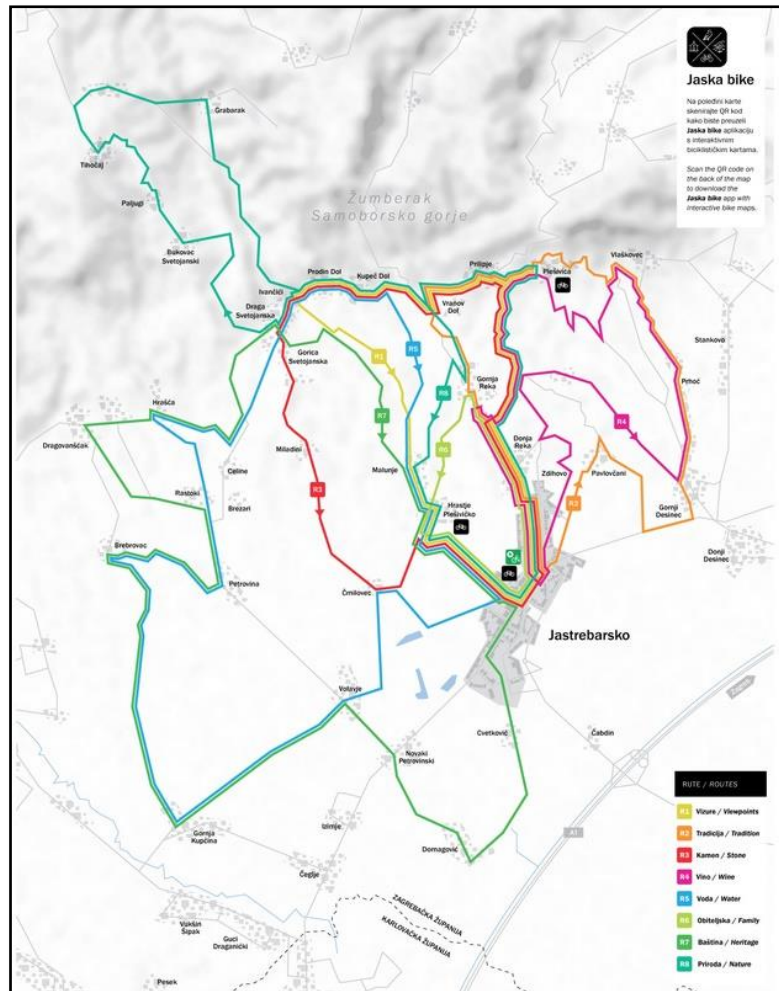 Jaska bike
Na poleđini karte
skenirajte QR kod
kako biste preuzeli
Jaska bike aplikaciju
s interaktivnim
biciklističkim kartama.
Scan the QR code on
the back of the map
to download the
Jaska bike app with
interactive bike maps.
Grabarak
Tihočaj
Paljugi
Žumberak
Samoborsko gorje
Bukovac
Svetojanski
Vlaškovec
Prilipje
Plešivica
Pradin Dol
Kupeč Dol
Ivančići
Draga
Svetojanska
Vranov
Dol
Stankovo
R1
R5
Gorica
Svetojanska
Gornja
Reka
Prhoć
R8
Hrašća
R7
R6
R4
Dragovanščak
Donja
Reka
Miladini
Malunje
Zdihovo
Pavlovčani
Celine
Rastoki
R3
R2
Brezari
Hrastje
Plešivičko
Gornji
Desinec
Brebrovac
Donji
Desinec
Petrovina
Črnilovec
Jastrebarsko
Volavje
Zagreb
Cvetković
Čabdin
Novaki
Petrovinski
RUTE / ROUTES
R1 Vizure / Viewpoints
R2 Tradicija / Tradition
R3 Kamen / Stone
R4 Vino / Wine
R5 Voda / Water
R6 Obiteljska / Family
R7 Baština / Heritage
R8 Priroda / Nature
Gornja
Kupčina
Izimje
A1
Domagović
Čeglje
Vukšin
Šipak
Guci
Draganički
ZAGREBAČKA ŽUPANIJA
KARLOVAČKA ŽUPANIJA
Pesek